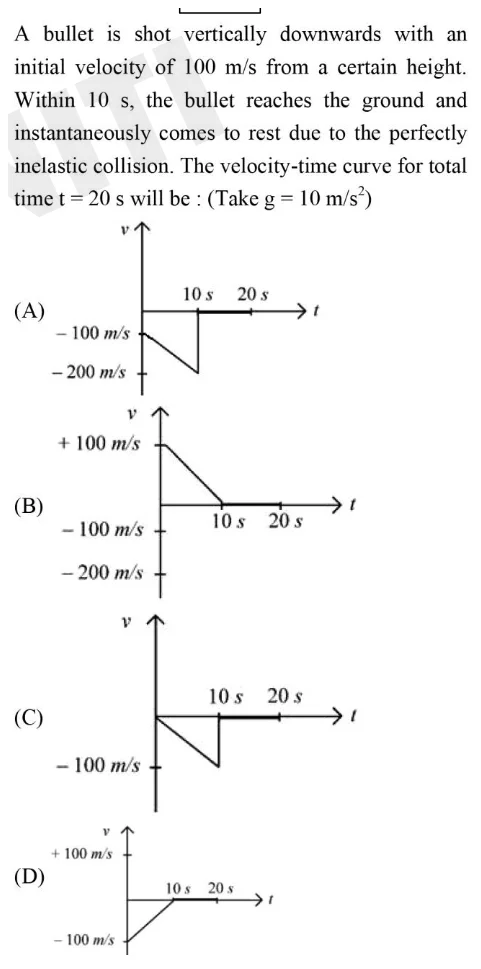 A bullet is shot vertically downwards with an
initial velocity of 100 m/s from a certain height.
Within 10 s, the bullet reaches the ground and
instantaneously comes to rest due to the perfectly
inelastic collision. The velocity-time curve for total
time t = 20 s will be : (Take g = 10 m/s²)
v
10 s 20 s
(A) t
– 100 m/s
– 200 m/s
v
+ 100 m/s
(B) t
10 s 20 s
– 100 m/s
– 200 m/s
v
10 s 20 s
(C) t
– 100 m/s
v
+ 100 m/s
(D) 10 s 20 s
t
– 100 m/s